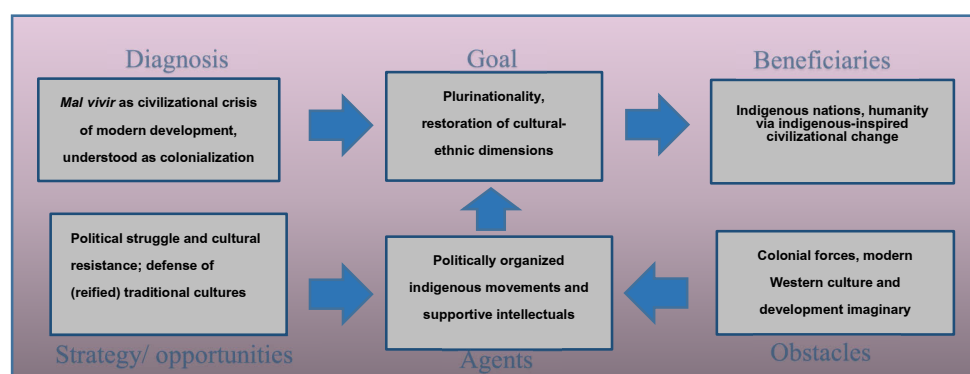 Diagnosis
Mal vivir as civilizational crisis
of modern development,
understood as colonialization
Goal
Plurinationality,
restoration of cultural-
ethnic dimensions
Beneficiaries
Indigenous nations, humanity
via indigenous-inspired
civilizational change
Political struggle and cultural
resistance; defense of
(reified) traditional cultures
Strategy/ opportunities
Politically organized
indigenous movements and
supportive intellectuals
Agents
Colonial forces, modern
Western culture and
development imaginary
Obstacles